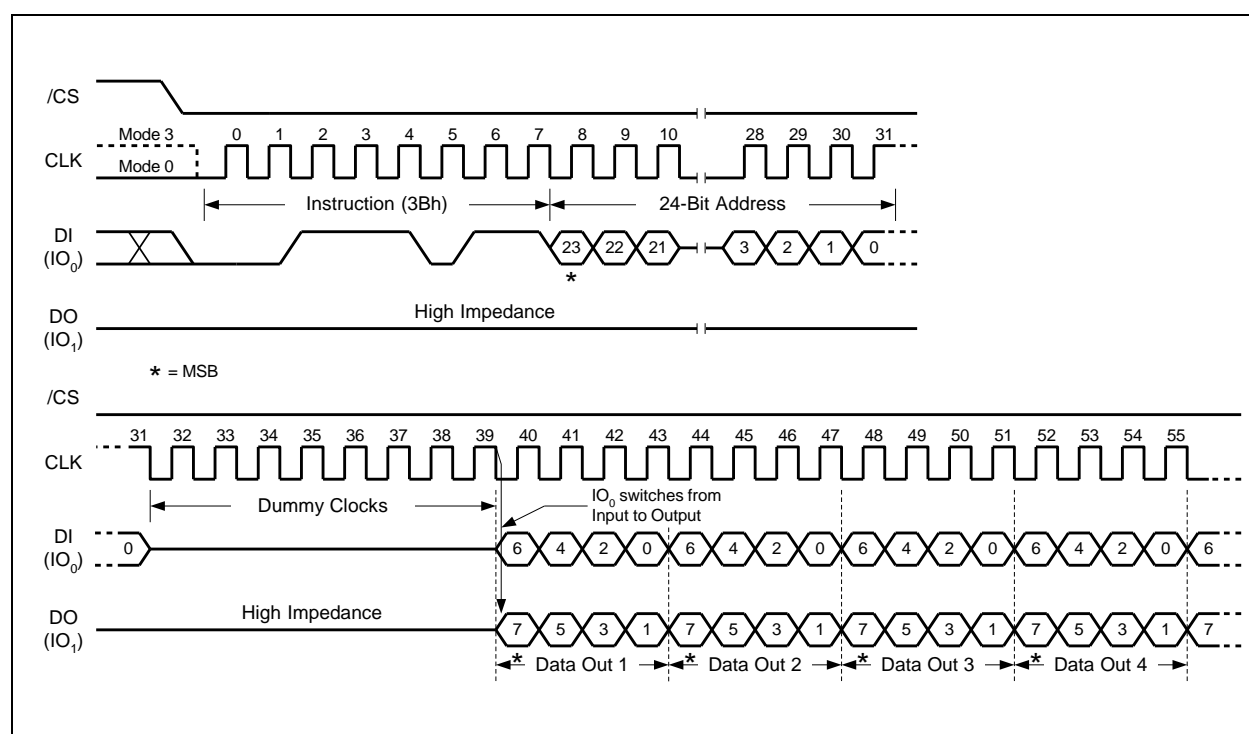 /CS
Mode 3 0 1 2 3 4 5 6 7 8 9 10 28 29 30 31
CLK
Mode 0
Instruction (3Bh) 24-Bit Address
DI
(IO0) 23 22 21 3 2 1 0
*
DO High Impedance
(IO1)
* = MSB
/CS
31 32 33 34 35 36 37 38 39 40 41 42 43 44 45 46 47 48 49 50 51 52 53 54 55
CLK
Dummy Clocks
IO0 switches from
Input to Output
DI
(IO0) 0 6 4 2 0 6 4 2 0 6 4 2 0 6 4 2 0 6
DO High Impedance
(IO1) 7 5 3 1 7 5 3 1 7 5 3 1 7 5 3 1 7
* Data Out 1 * Data Out 2 * Data Out 3 * Data Out 4